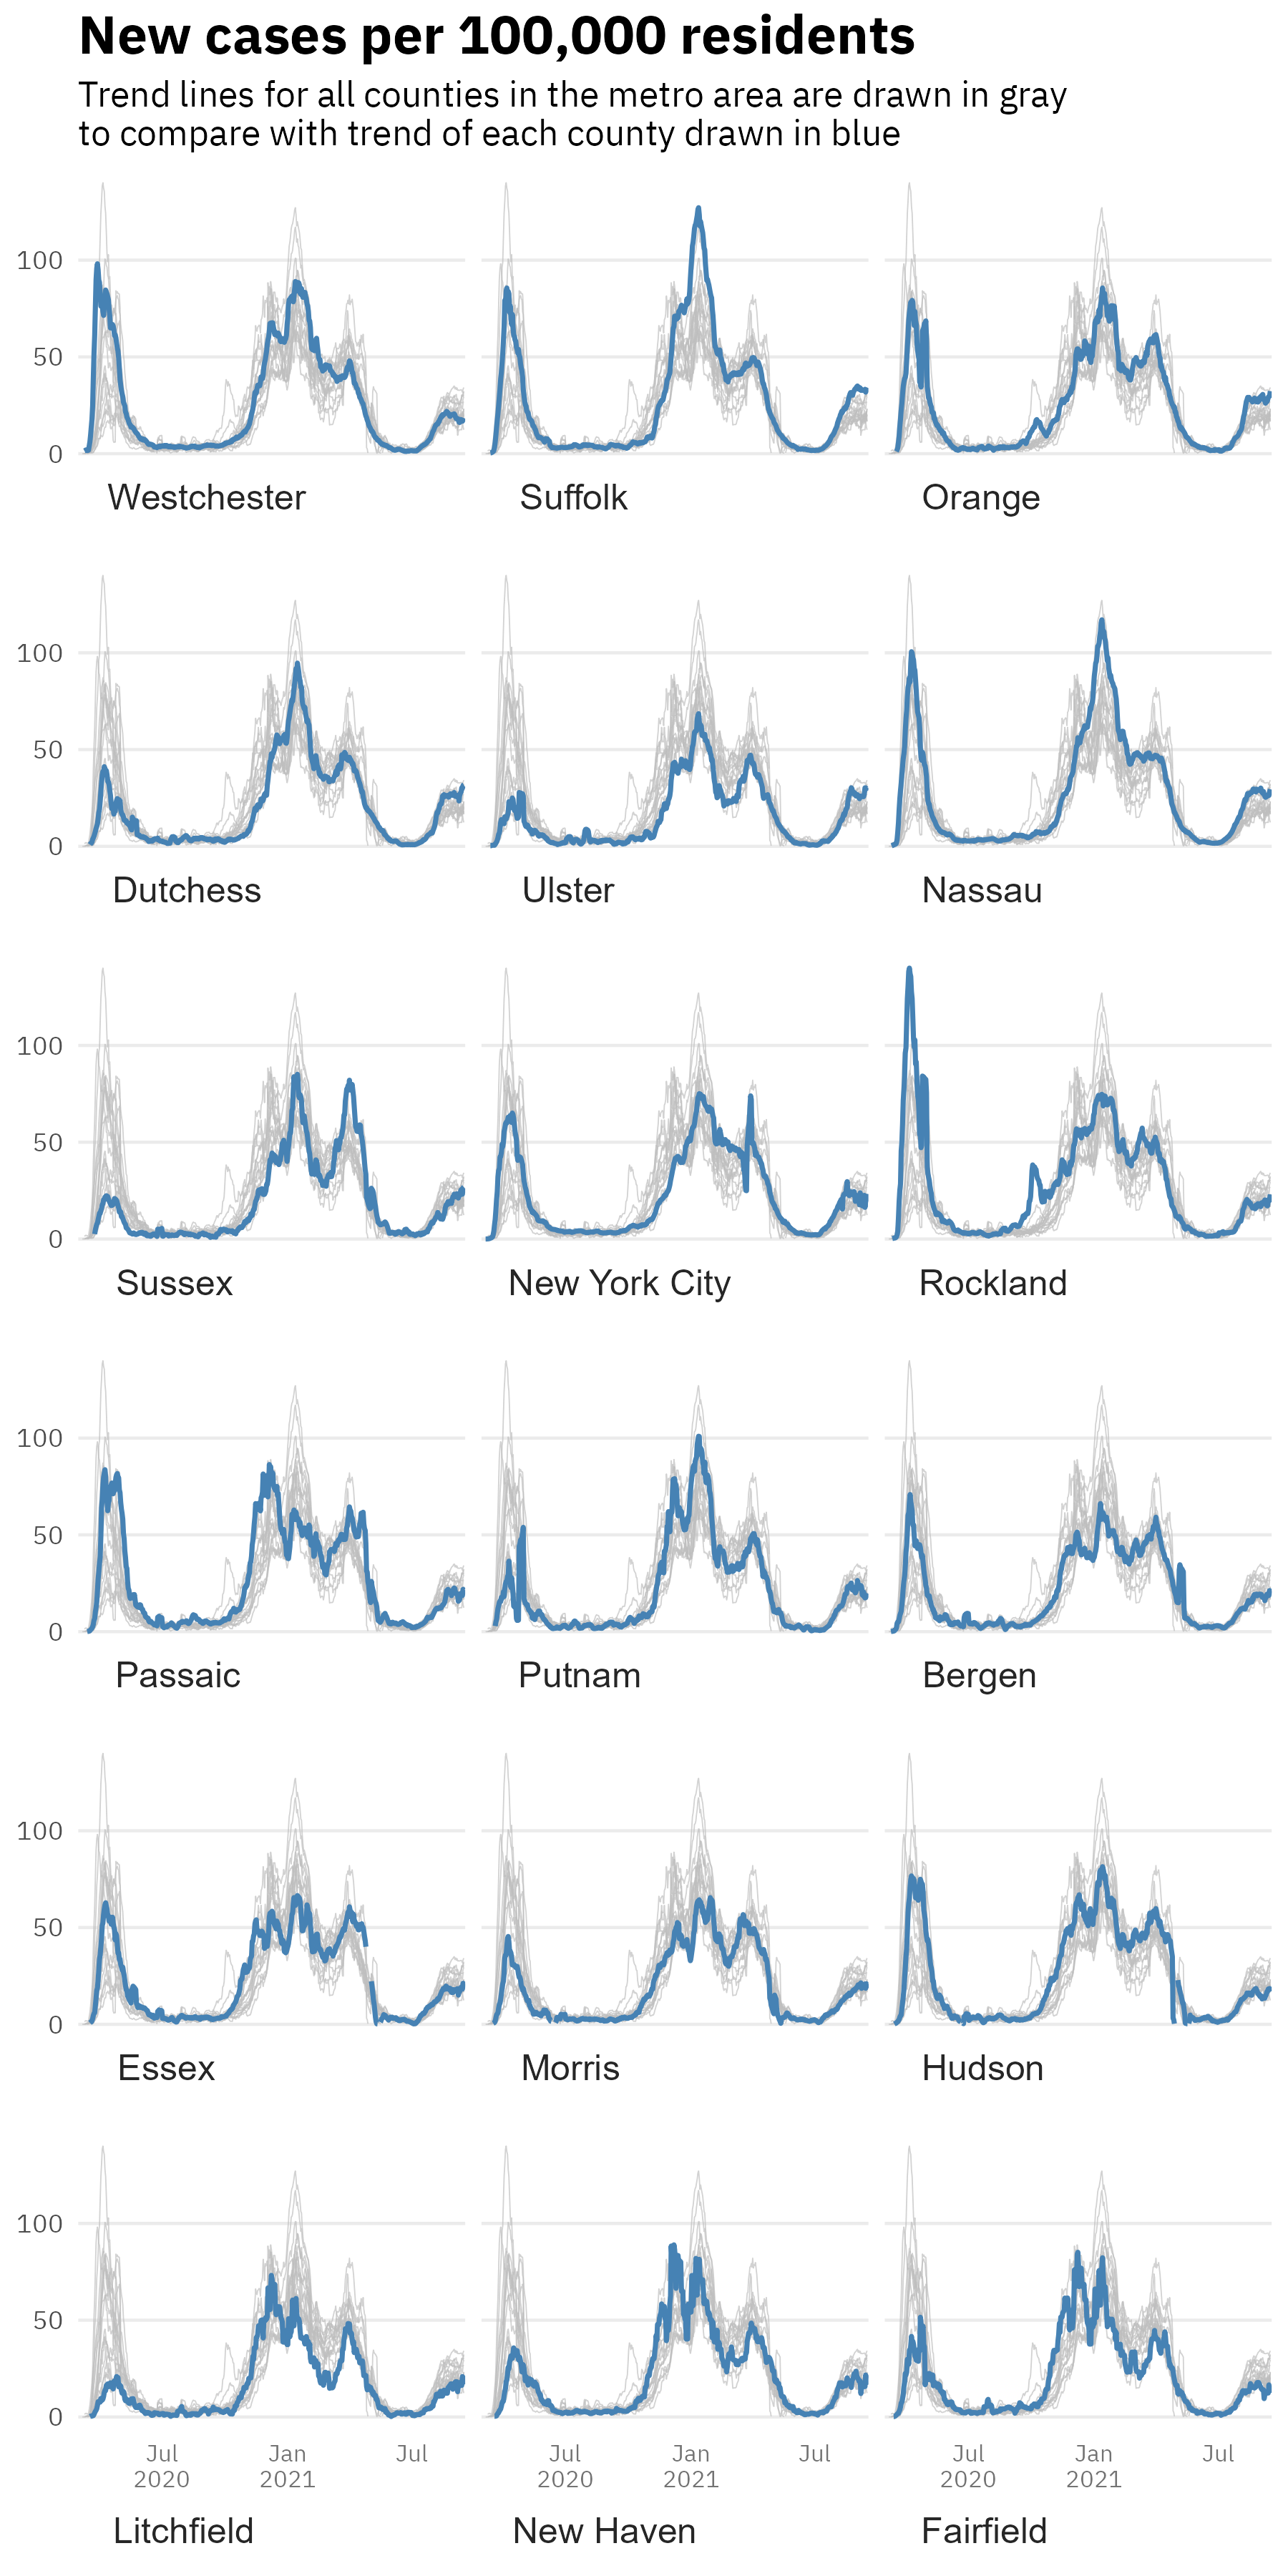 New cases per 100,000 residents
Trend lines for all counties in the metro area are drawn in gray
to compare with trend of each county drawn in blue
100
50
0
Westchester Suffolk Orange
100
50
0
Dutchess Ulster Nassau
100
50
0
Sussex New York City Rockland
100
50
0
Passaic Putnam Bergen
100
50
0
Essex Morris Hudson
100
50
0
Jul Jan Jul Jul Jan Jul Jul Jan Jul
2020 2021 2020 2021 2020 2021
Litchfield New Haven Fairfield